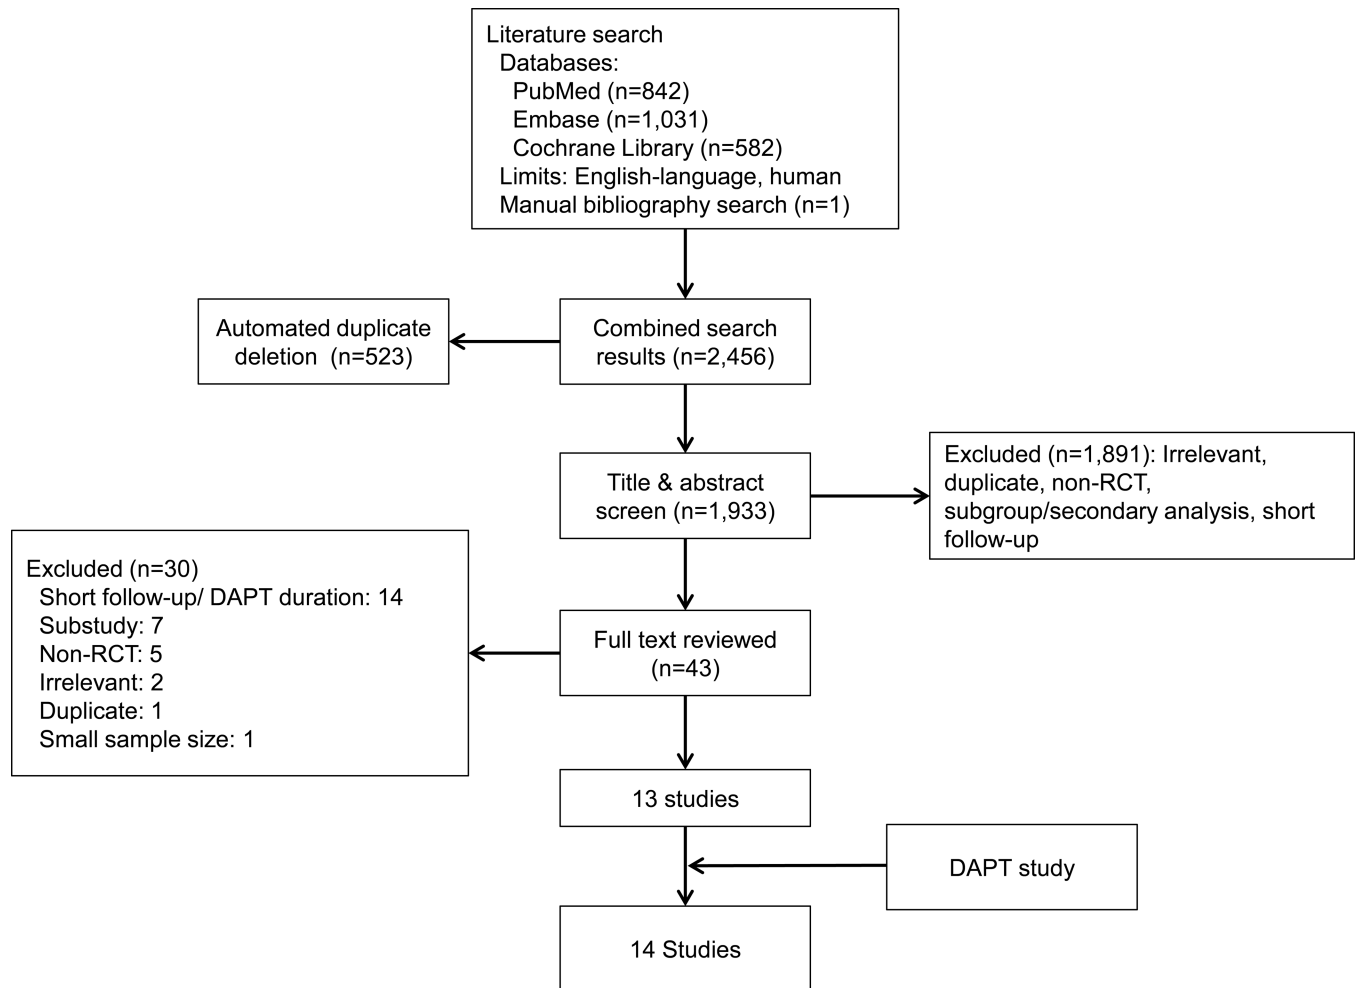 Literature search
Databases:
PubMed (n=842)
Embase (n=1,031)
Cochrane Library (n=582)
Limits: English-language, human
Manual bibliography search (n=1)
Automated duplicate
deletion  (n=523)
Combined search
results (n=2,456)
Title & abstract
screen (n=1,933)
Excluded (n=1,891): Irrelevant,
duplicate, non-RCT,
subgroup/secondary analysis, short
follow-up
Excluded (n=30)
Short follow-up/ DAPT duration: 14
Substudy: 7
Non-RCT: 5
Irrelevant: 2
Duplicate: 1
Small sample size: 1
Full text reviewed
(n=43)
13 studies
DAPT study
14 Studies